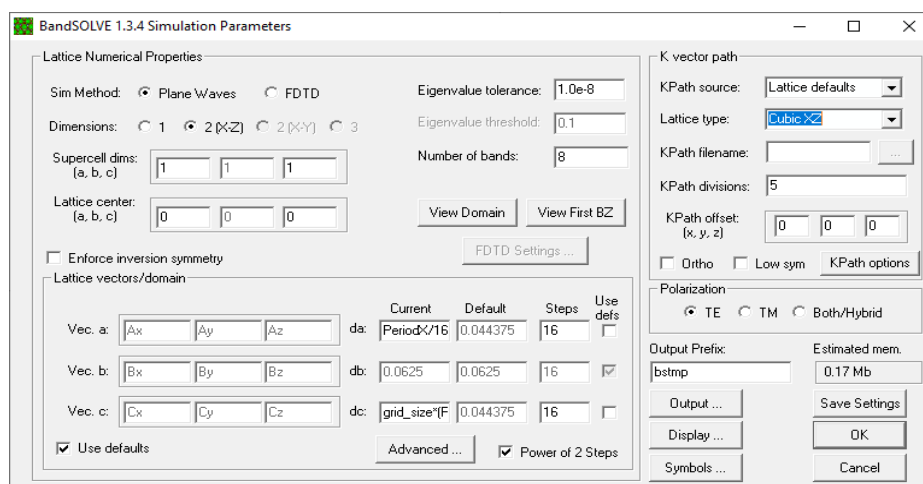 BandSOLVE 1.3.4 Simulation Parameters
Lattice Numerical Properties
Sim Method: Plane Waves FDTD
Eigenvalue tolerance: 1.0e-8
Dimensions: 1 2 (X-Z) 2 (X-Y) 3
Eigenvalue threshold: 0.1
Supercell dims: (a, b, c) 1 1 1
Number of bands: 8
Lattice center: (a, b, c) 0 0 0
View Domain View First BZ
FDTD Settings ...
Enforce inversion symmetry
Lattice vectors/domain
Current Default Steps Use defs
Vec. a: Ax Ay Az da: PeriodX/16 0.044375 16
Vec. b: Bx By Bz db: 0.0625 0.0625 16
Vec. c: Cx Cy Cz dc: grid_size*(F 0.044375 16
Use defaults Advanced ... Power of 2 Steps
K vector path
KPath source: Lattice defaults
Lattice type: Cubic XZ
KPath filename: ...
KPath divisions: 5
KPath offset: (x, y, z) 0 0 0
Ortho Low sym KPath options
Polarization
TE TM Both/Hybrid
Output Prefix: Estimated mem.
bstmp 0.17 Mb
Output ... Save Settings
Display ... OK
Symbols ... Cancel